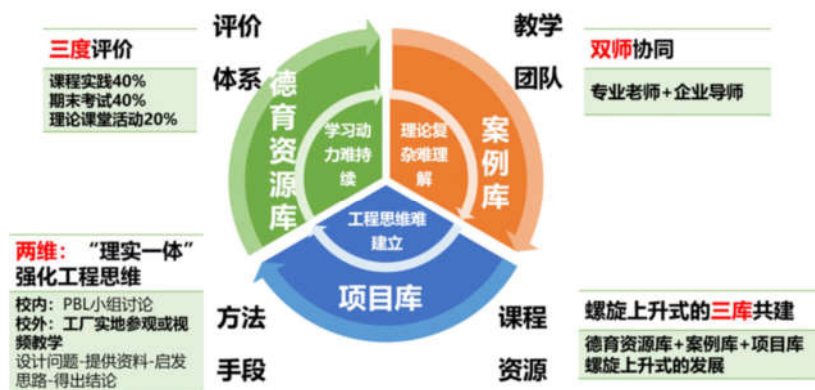 评价
体系
三度评价
课程实践40%
期末考试40%
理论课堂活动20%
教学
团队
双师协同
专业老师+企业导师
德育资源库
案例库
项目库
学习动
力难持
续
理论复
杂难理
解
工程思维难
建立
两维：“理实一体”
强化工程思维
校内：PBL小组讨论
校外：工厂实地参观或视
频教学
设计问题-提供资料-启发
思路-得出结论
方法
手段
课程
资源
螺旋上升式的三库共建
德育资源库+案例库+项目库
螺旋上升式的发展